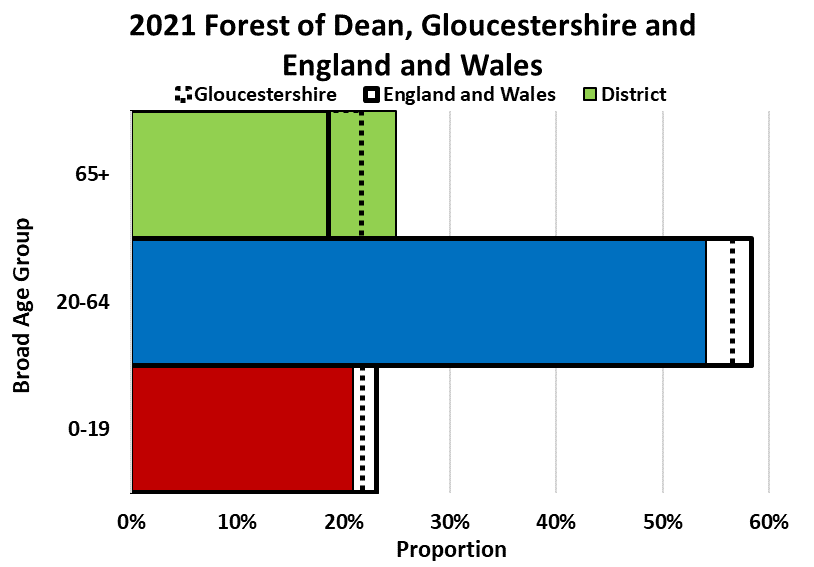 2021 Forest of Dean, Gloucestershire and
England and Wales
Gloucestershire England and Wales District
65+
20-64
0-19
Broad Age Group
0% 10% 20% 30% 40% 50% 60%
Proportion